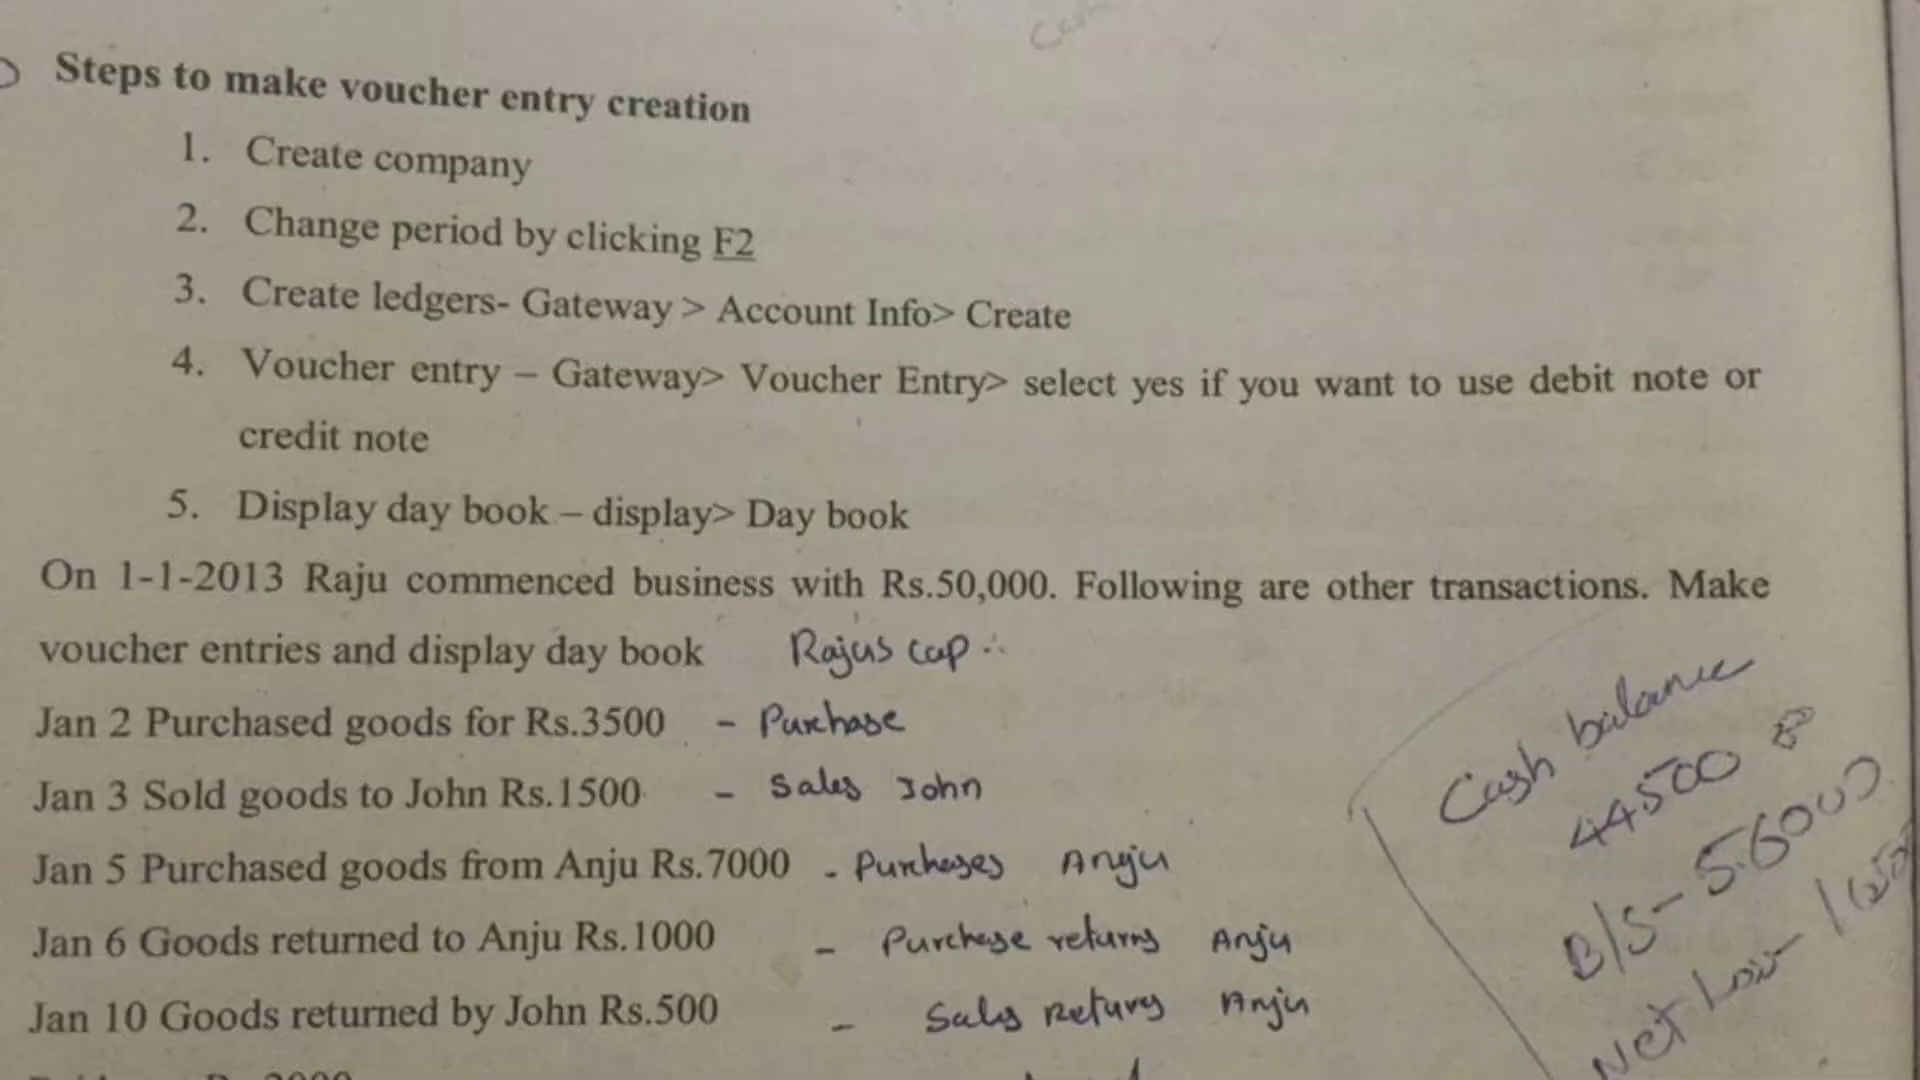 Steps to make voucher entry creation
1. Create company
2. Change period by clicking F2
3. Create ledgers- Gateway > Account Info> Create
4. Voucher entry – Gateway> Voucher Entry> select yes if you want to use debit note or
credit note
5. Display day book – display> Day book
On 1-1-2013 Raju commenced business with Rs.50,000. Following are other transactions. Make
voucher entries and display day book Rajus cap
Jan 2 Purchased goods for Rs.3500 - Purchase
Jan 3 Sold goods to John Rs.1500 - Sales John
Jan 5 Purchased goods from Anju Rs.7000 - Purchases Anju
Jan 6 Goods returned to Anju Rs.1000 - Purchase returns Anju
Jan 10 Goods returned by John Rs.500 - Sales Returns Anju
Cash balance
44500
B/S - 56000
Net Loss -